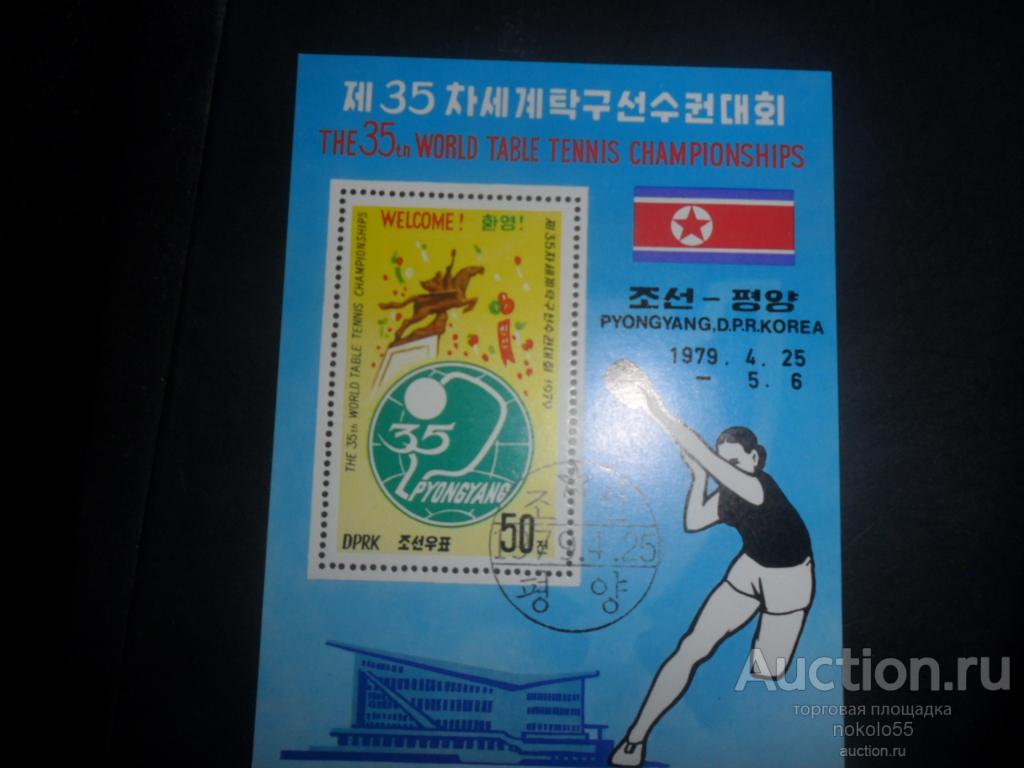 제 35 차세계탁구선수권대회
THE 35th WORLD TABLE TENNIS CHAMPIONSHIPS
WELCOME! 환영!
THE 35th WORLD TABLE TENNIS CHAMPIONSHIPS
제35차세계탁구선수권대회 1979
35
PYONGYANG
DPRK 조선우표 50전
조선 - 평양
PYONGYANG,D.P.R.KOREA
1979. 4. 25
- 5. 6
조선
1979.4.25
평양
Auction.ru
торговая площадка
nokolo55
auction.ru